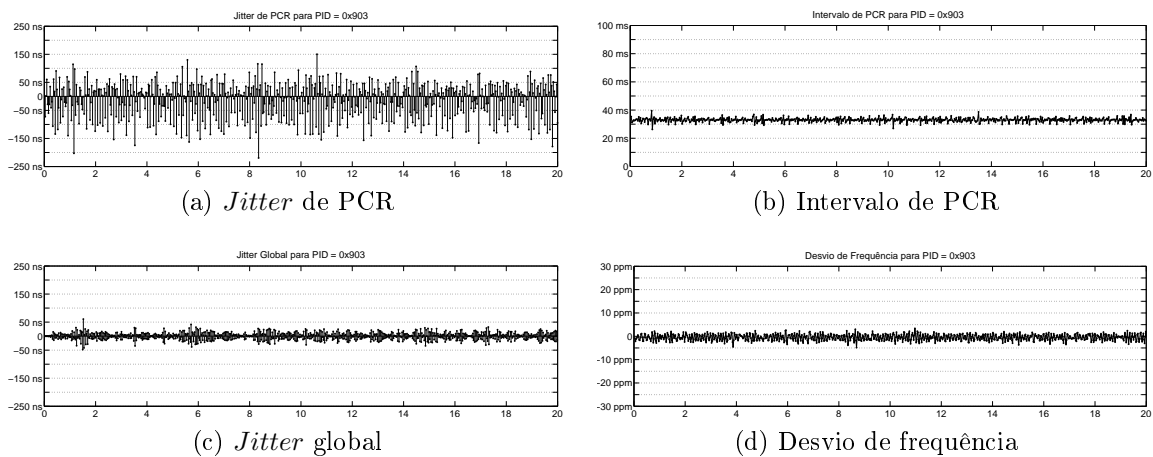 Jitter de PCR para PID = 0x903
250 ns
150 ns
50 ns
0
−50 ns
−150 ns
−250 ns
0 2 4 6 8 10 12 14 16 18 20
(a) Jitter de PCR
Intervalo de PCR para PID = 0x903
100 ms
80 ms
60 ms
40 ms
20 ms
0
0 2 4 6 8 10 12 14 16 18 20
(b) Intervalo de PCR
Jitter Global para PID = 0x903
250 ns
150 ns
50 ns
0
−50 ns
−150 ns
−250 ns
0 2 4 6 8 10 12 14 16 18 20
(c) Jitter global
Desvio de Frequência para PID = 0x903
30 ppm
20 ppm
10 ppm
0
-10 ppm
-20 ppm
-30 ppm
0 2 4 6 8 10 12 14 16 18 20
(d) Desvio de frequência